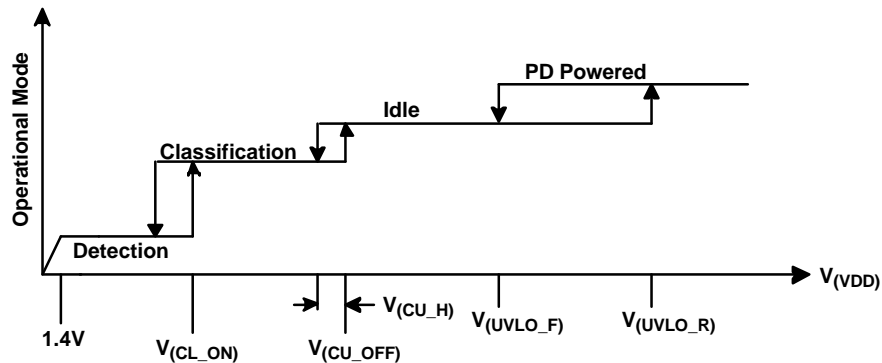 Operational Mode
PD Powered
Idle
Classification
Detection
V(VDD)
V(CU_H)
1.4V
V(CL_ON)
V(CU_OFF)
V(UVLO_F)
V(UVLO_R)